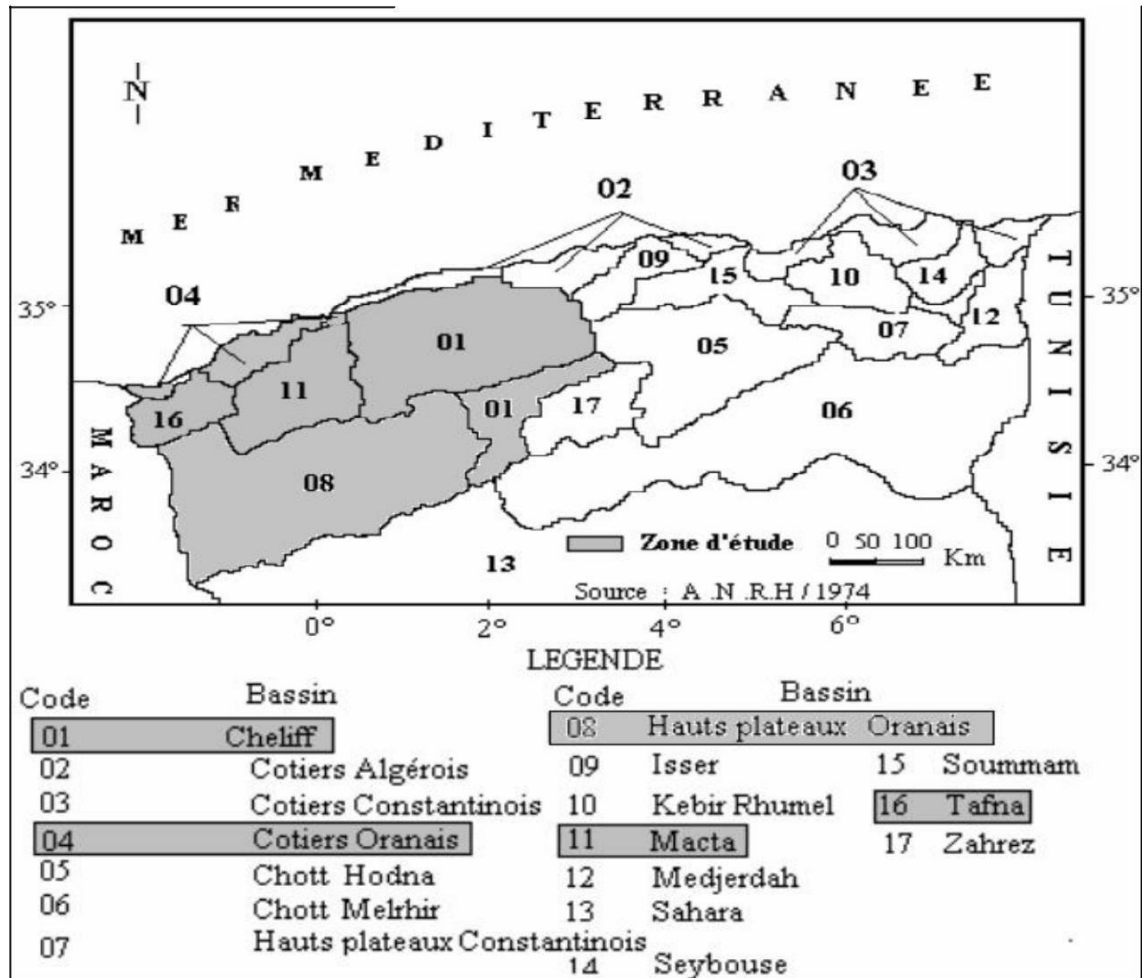 N
MER MEDITERRANEE
02
03
04
09
15
10
14
12
07
35°
35°
01
05
11
01
17
16
06
08
34°
34°
13
MAROC
TUNISIE
Zone d'étude
0 50 100
Km
Source : A .N .R.H / 1974
0° 2° 4° 6°
LEGENDE
Code Bassin
01 Cheliff
02 Cotiers Algérois
03 Cotiers Constantinois
04 Cotiers Oranais
05 Chott Hodna
06 Chott Melrhir
07 Hauts plateaux Constantinois
Code Bassin
08 Hauts plateaux Oranais
09 Isser
10 Kebir Rhumel
11 Macta
12 Medjerdah
13 Sahara
14 Seybouse
15 Soummam
16 Tafna
17 Zahrez